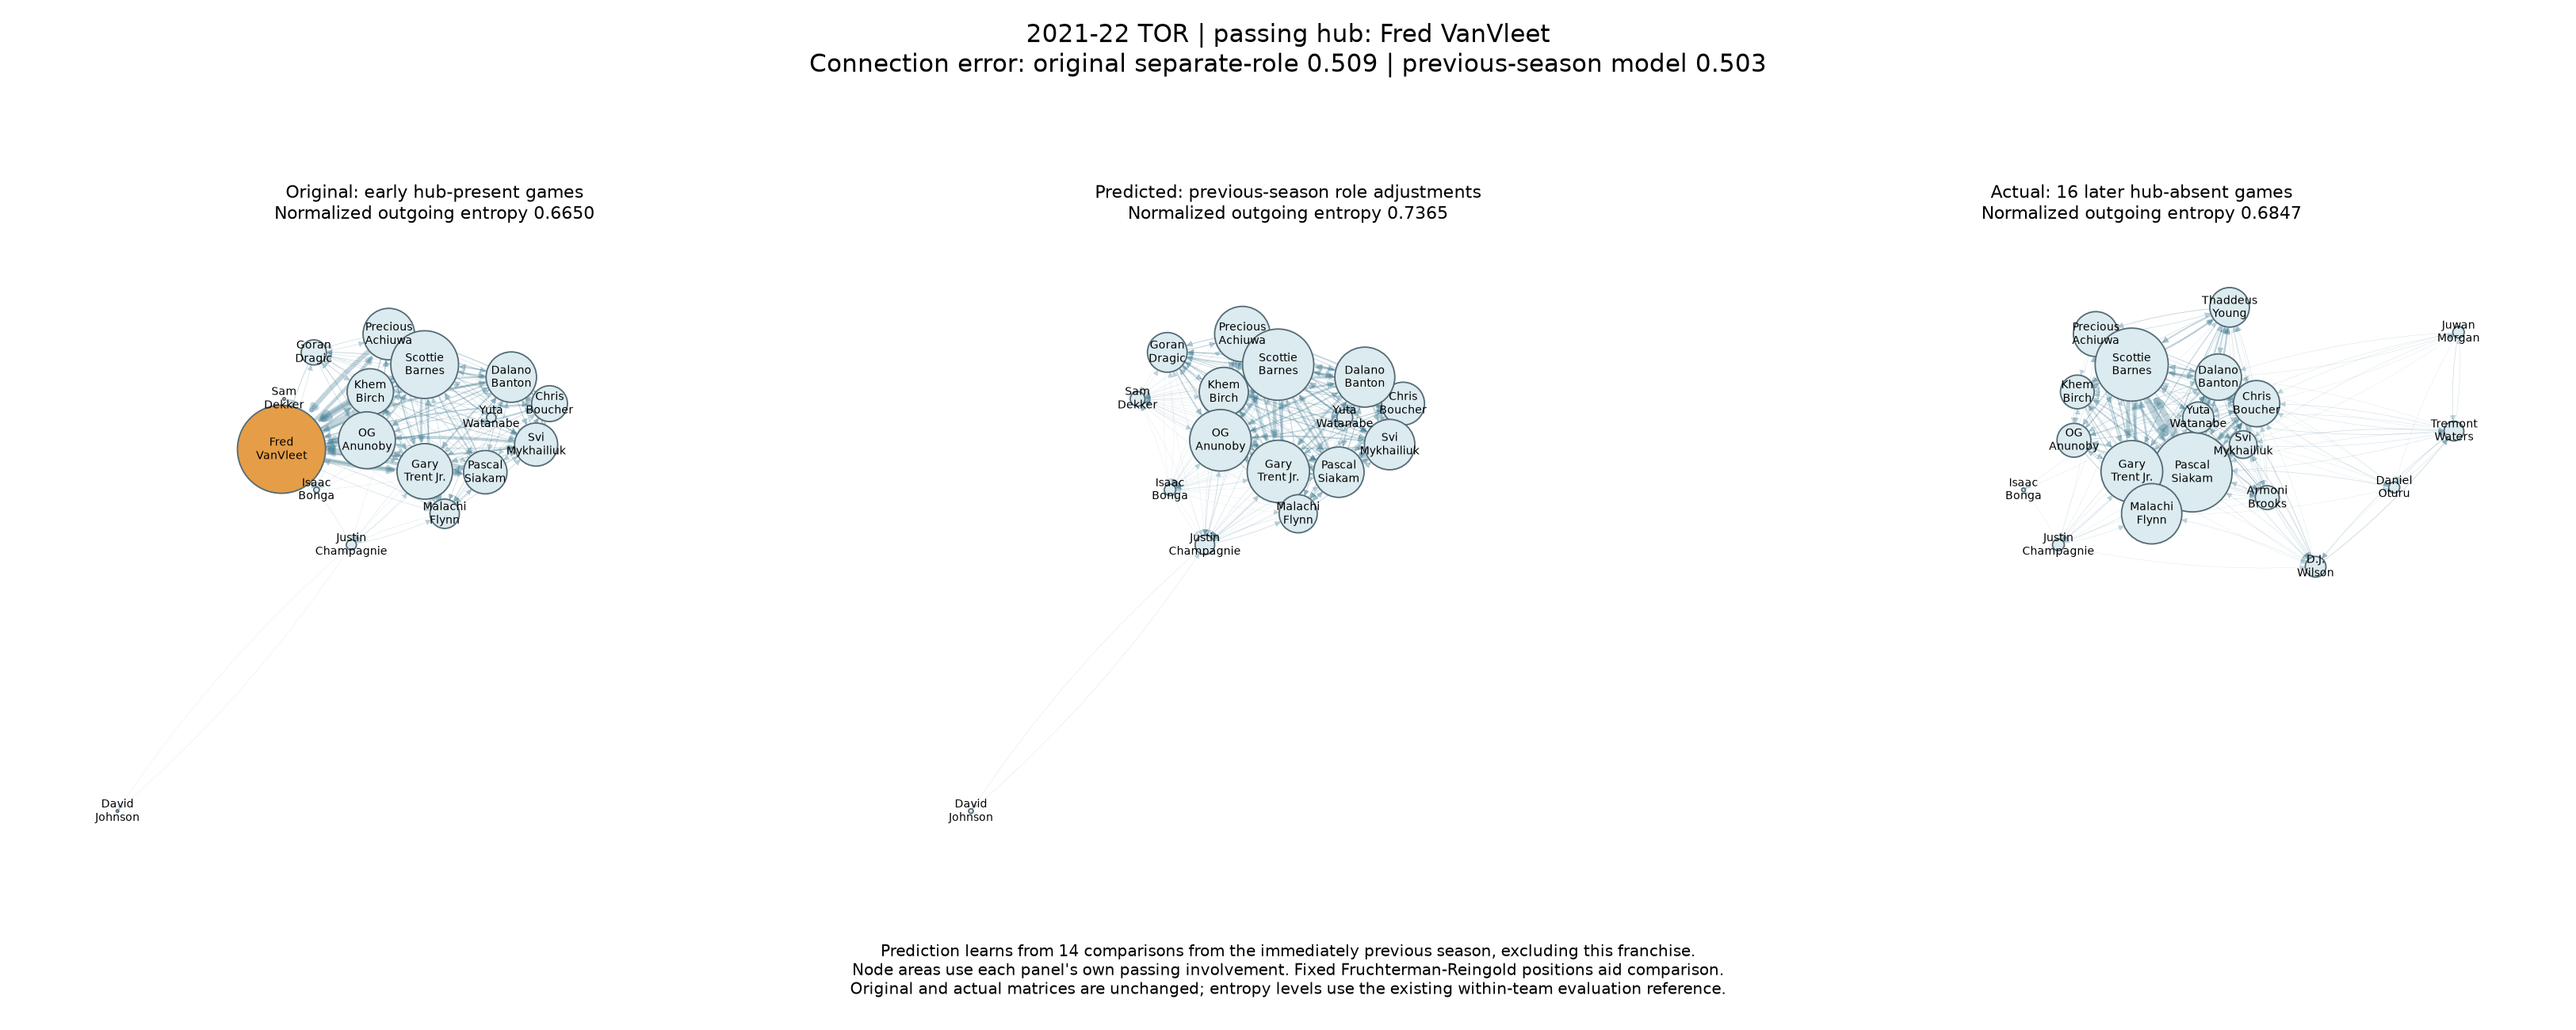 2021-22 TOR | passing hub: Fred VanVleet
Connection error: original separate-role 0.509 | previous-season model 0.503
Original: early hub-present games
Normalized outgoing entropy 0.6650
Precious
Achiuwa
Goran
Dragic
Scottie
Barnes
Dalano
Banton
Khem
Birch
Sam
Dekker
Chris
Boucher
Yuta
Watanabe
OG
Anunoby
Svi
Mykhailiuk
Fred
VanVleet
Gary
Trent Jr.
Pascal
Siakam
Isaac
Bonga
Malachi
Flynn
Justin
Champagnie
David
Johnson
Predicted: previous-season role adjustments
Normalized outgoing entropy 0.7365
Precious
Achiuwa
Goran
Dragic
Scottie
Barnes
Dalano
Banton
Khem
Birch
Sam
Dekker
Chris
Boucher
Yuta
Watanabe
OG
Anunoby
Svi
Mykhailiuk
Gary
Trent Jr.
Pascal
Siakam
Isaac
Bonga
Malachi
Flynn
Justin
Champagnie
David
Johnson
Actual: 16 later hub-absent games
Normalized outgoing entropy 0.6847
Thaddeus
Young
Precious
Achiuwa
Juwan
Morgan
Scottie
Barnes
Dalano
Banton
Khem
Birch
Chris
Boucher
Yuta
Watanabe
Tremont
Waters
OG
Anunoby
Svi
Mykhailiuk
Gary
Trent Jr.
Pascal
Siakam
Isaac
Bonga
Daniel
Oturu
Armoni
Brooks
Malachi
Flynn
Justin
Champagnie
D.J.
Wilson
Prediction learns from 14 comparisons from the immediately previous season, excluding this franchise.
Node areas use each panel's own passing involvement. Fixed Fruchterman-Reingold positions aid comparison.
Original and actual matrices are unchanged; entropy levels use the existing within-team evaluation reference.